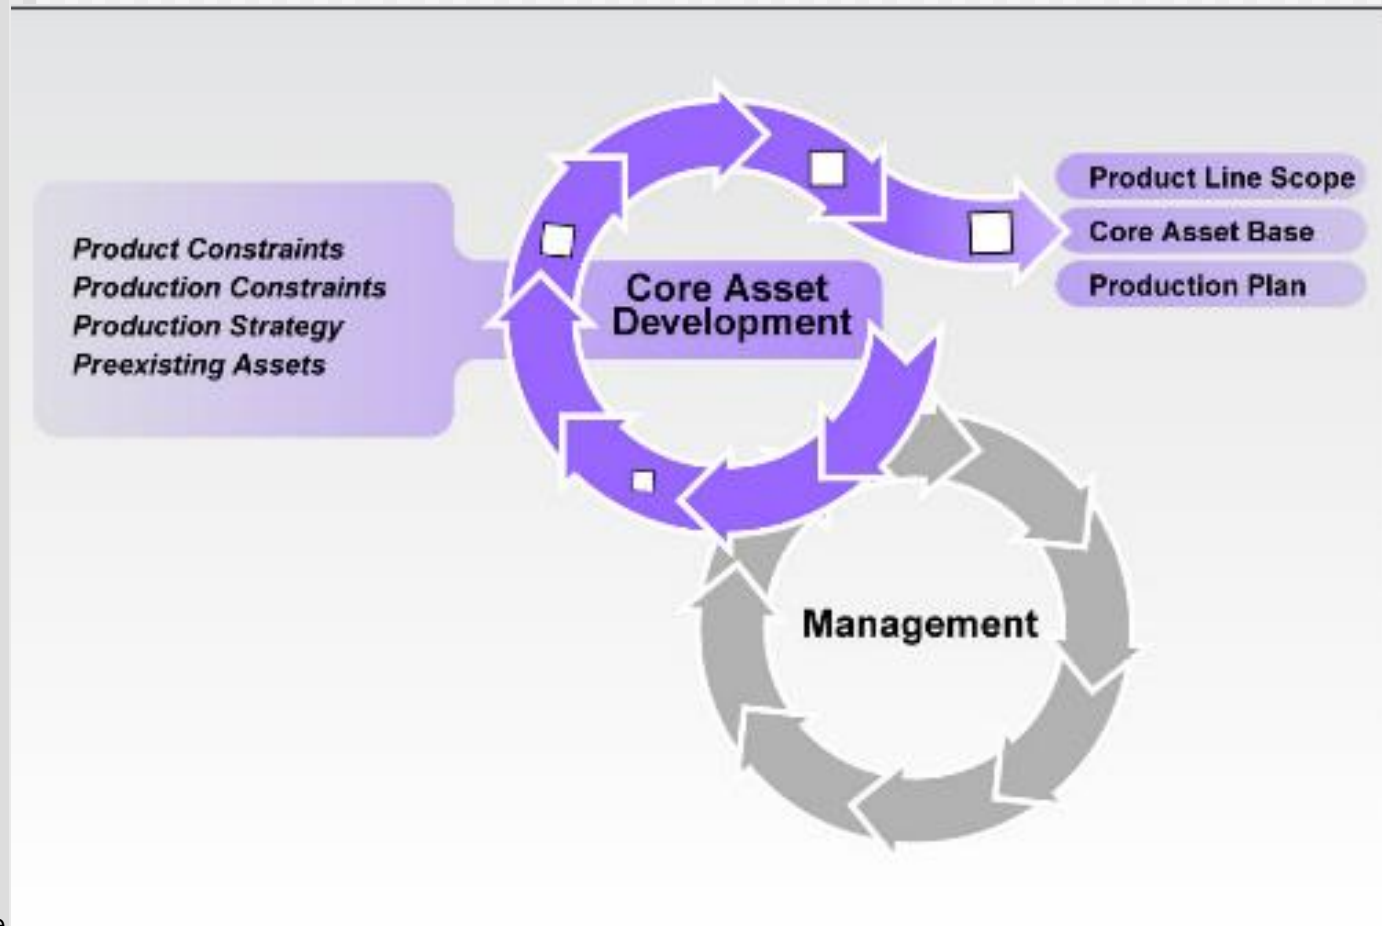 Product Constraints
Production Constraints
Production Strategy
Preexisting Assets
Core Asset
Development
Product Line Scope
Core Asset Base
Production Plan
Management